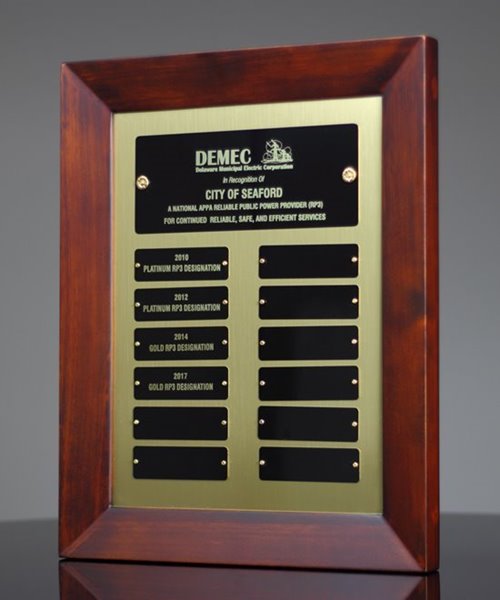 DEMEC
Delaware Municipal Electric Corporation
In Recognition Of
CITY OF SEAFORD
A NATIONAL APPA RELIABLE PUBLIC POWER PROVIDER (RP3)
FOR CONTINUED RELIABLE, SAFE, AND EFFICIENT SERVICES
2010
PLATINUM RP3 DESIGNATION
2012
PLATINUM RP3 DESIGNATION
2014
GOLD RP3 DESIGNATION
2017
GOLD RP3 DESIGNATION